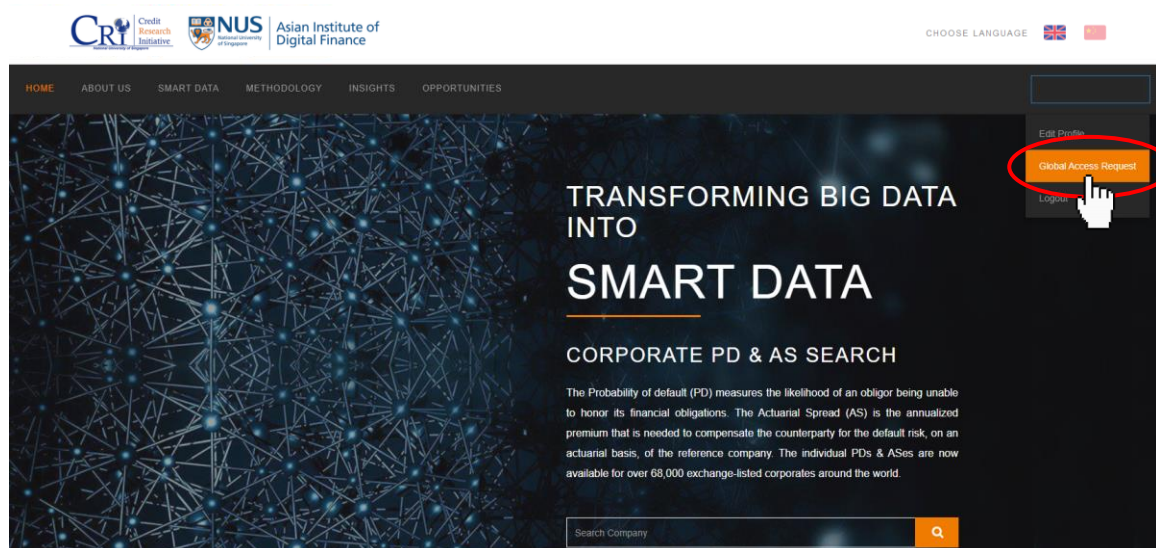 CRI
Credit
Research
Initiative
National University of Singapore
NUS
National University
of Singapore
Asian Institute of
Digital Finance
CHOOSE LANGUAGE
HOME ABOUT US SMART DATA METHODOLOGY INSIGHTS OPPORTUNITIES
Edit Profile
Global Access Request
Logout
TRANSFORMING BIG DATA
INTO
SMART DATA
CORPORATE PD & AS SEARCH
The Probability of default (PD) measures the likelihood of an obligor being unable
to honor its financial obligations. The Actuarial Spread (AS) is the annualized
premium that is needed to compensate the counterparty for the default risk, on an
actuarial basis, of the reference company. The individual PDs & ASes are now
available for over 68,000 exchange-listed corporates around the world.
Search Company